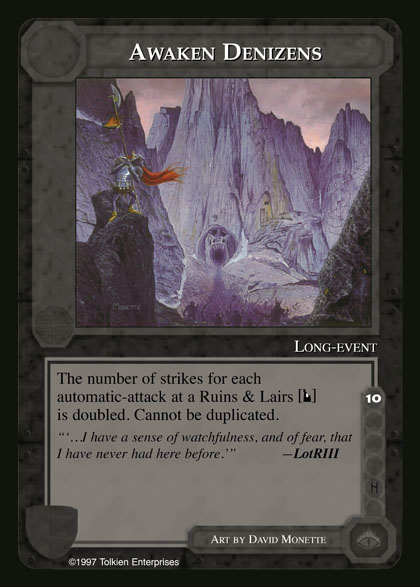 AWAKEN DENIZENS
MONETTE
LONG-EVENT
The number of strikes for each
automatic-attack at a Ruins & Lairs [ ]
is doubled. Cannot be duplicated.
10
“‘…I have a sense of watchfulness, and of fear, that
I have never had here before.’” —LotRIII
ART BY DAVID MONETTE
©1997 Tolkien Enterprises